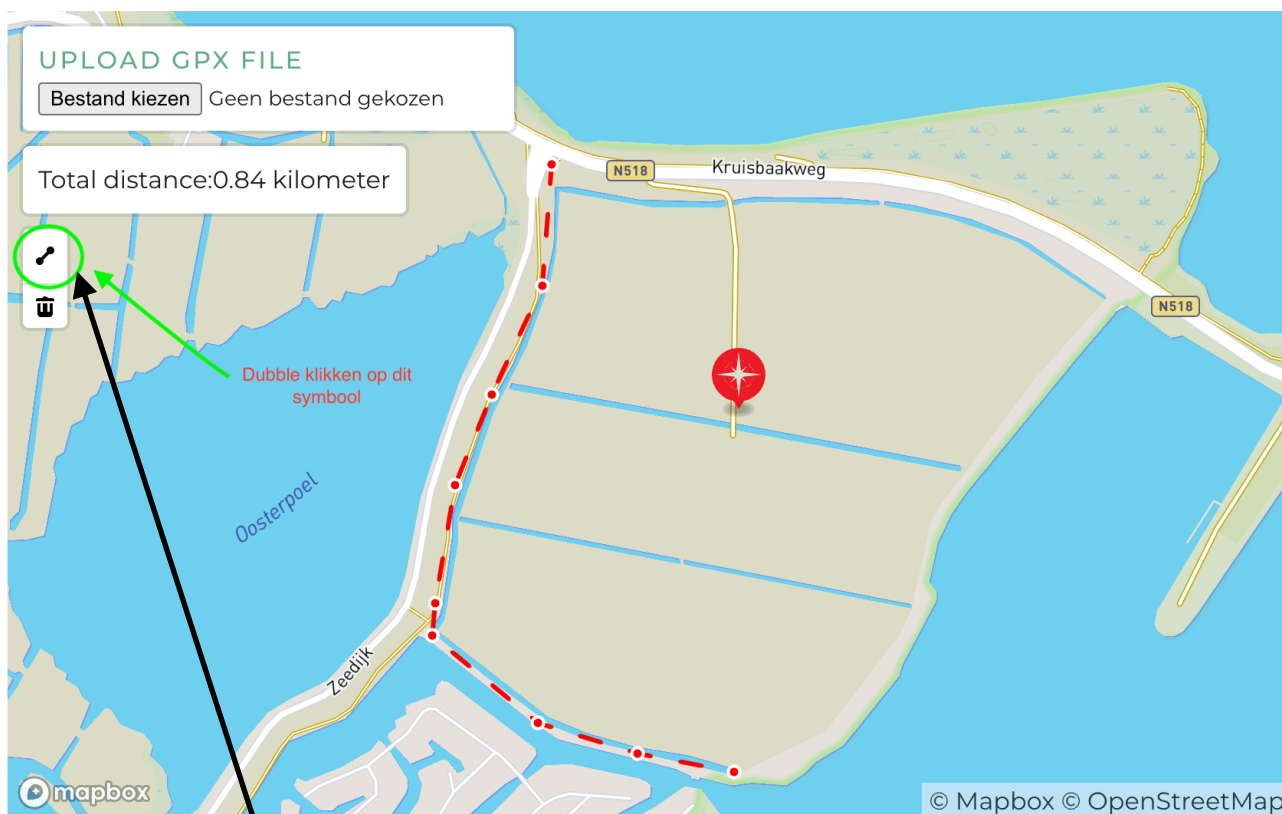 UPLOAD GPX FILE
Bestand kiezen Geen bestand gekozen
Total distance:0.84 kilometer
N518
Kruisbaakweg
N518
Dubble klikken op dit
symbool
Oosterpoel
Zeedijk
mapbox
© Mapbox © OpenStreetMap